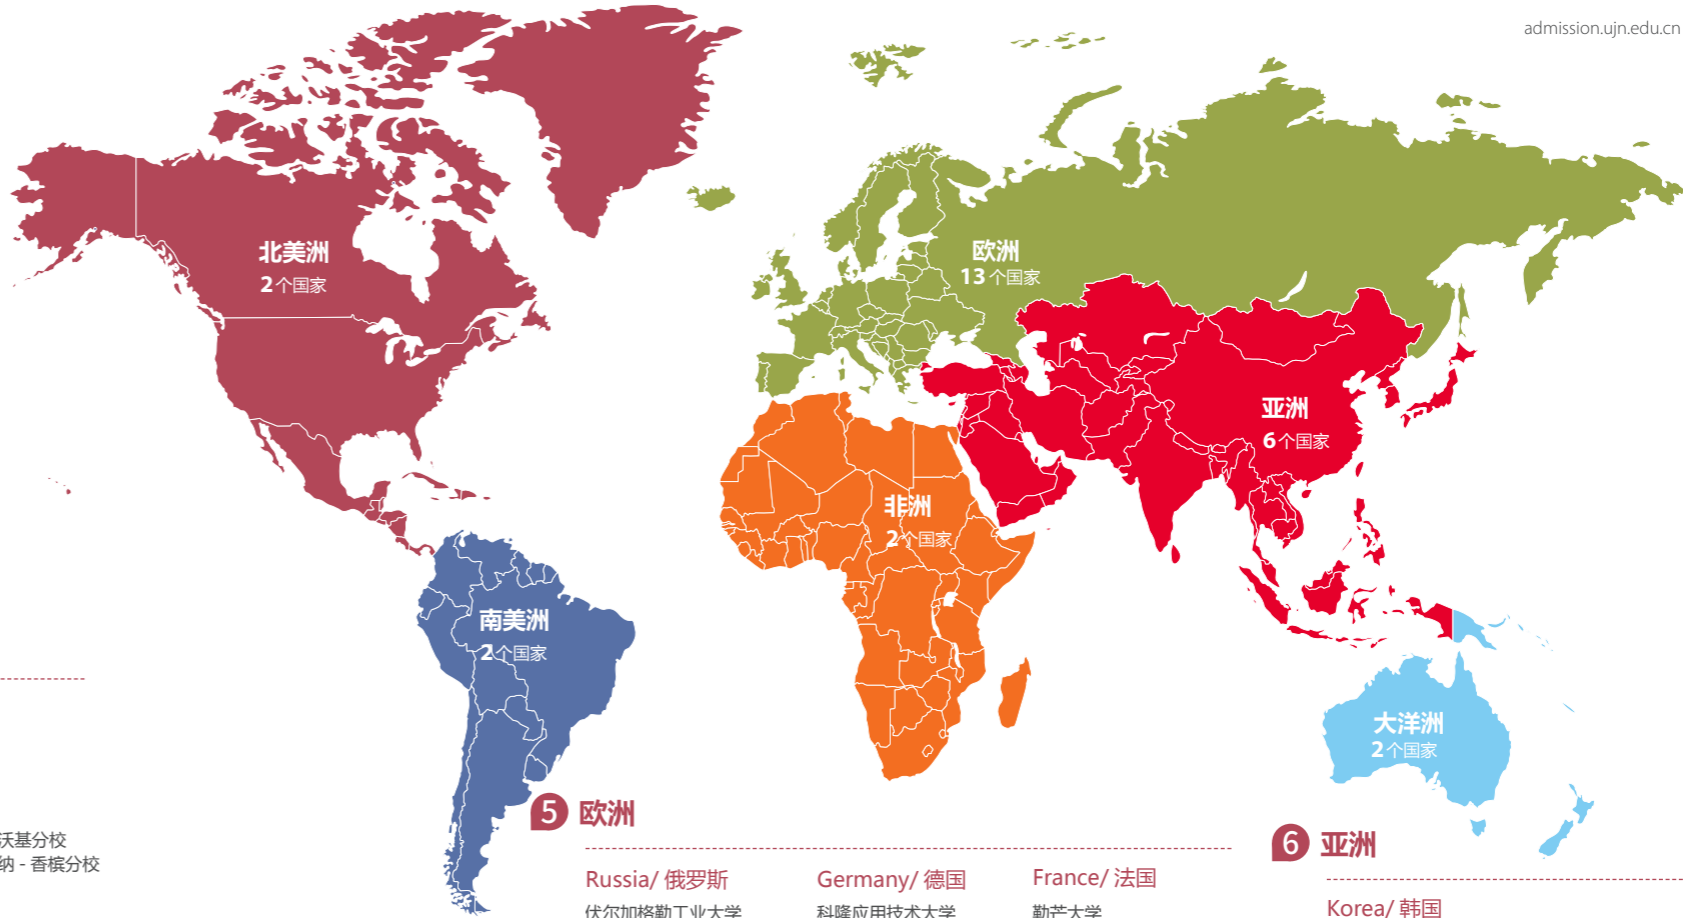 admission.ujn.edu.cn
北美洲
2个国家
欧洲
13个国家
亚洲
6个国家
非洲
2个国家
南美洲
2个国家
大洋洲
2个国家
沃基分校
纳 - 香槟分校
5 欧洲
Russia/ 俄罗斯
伏尔加格勒工业大学
Germany/ 德国
科隆应用技术大学
France/ 法国
勒芒大学
6 亚洲
Korea/ 韩国